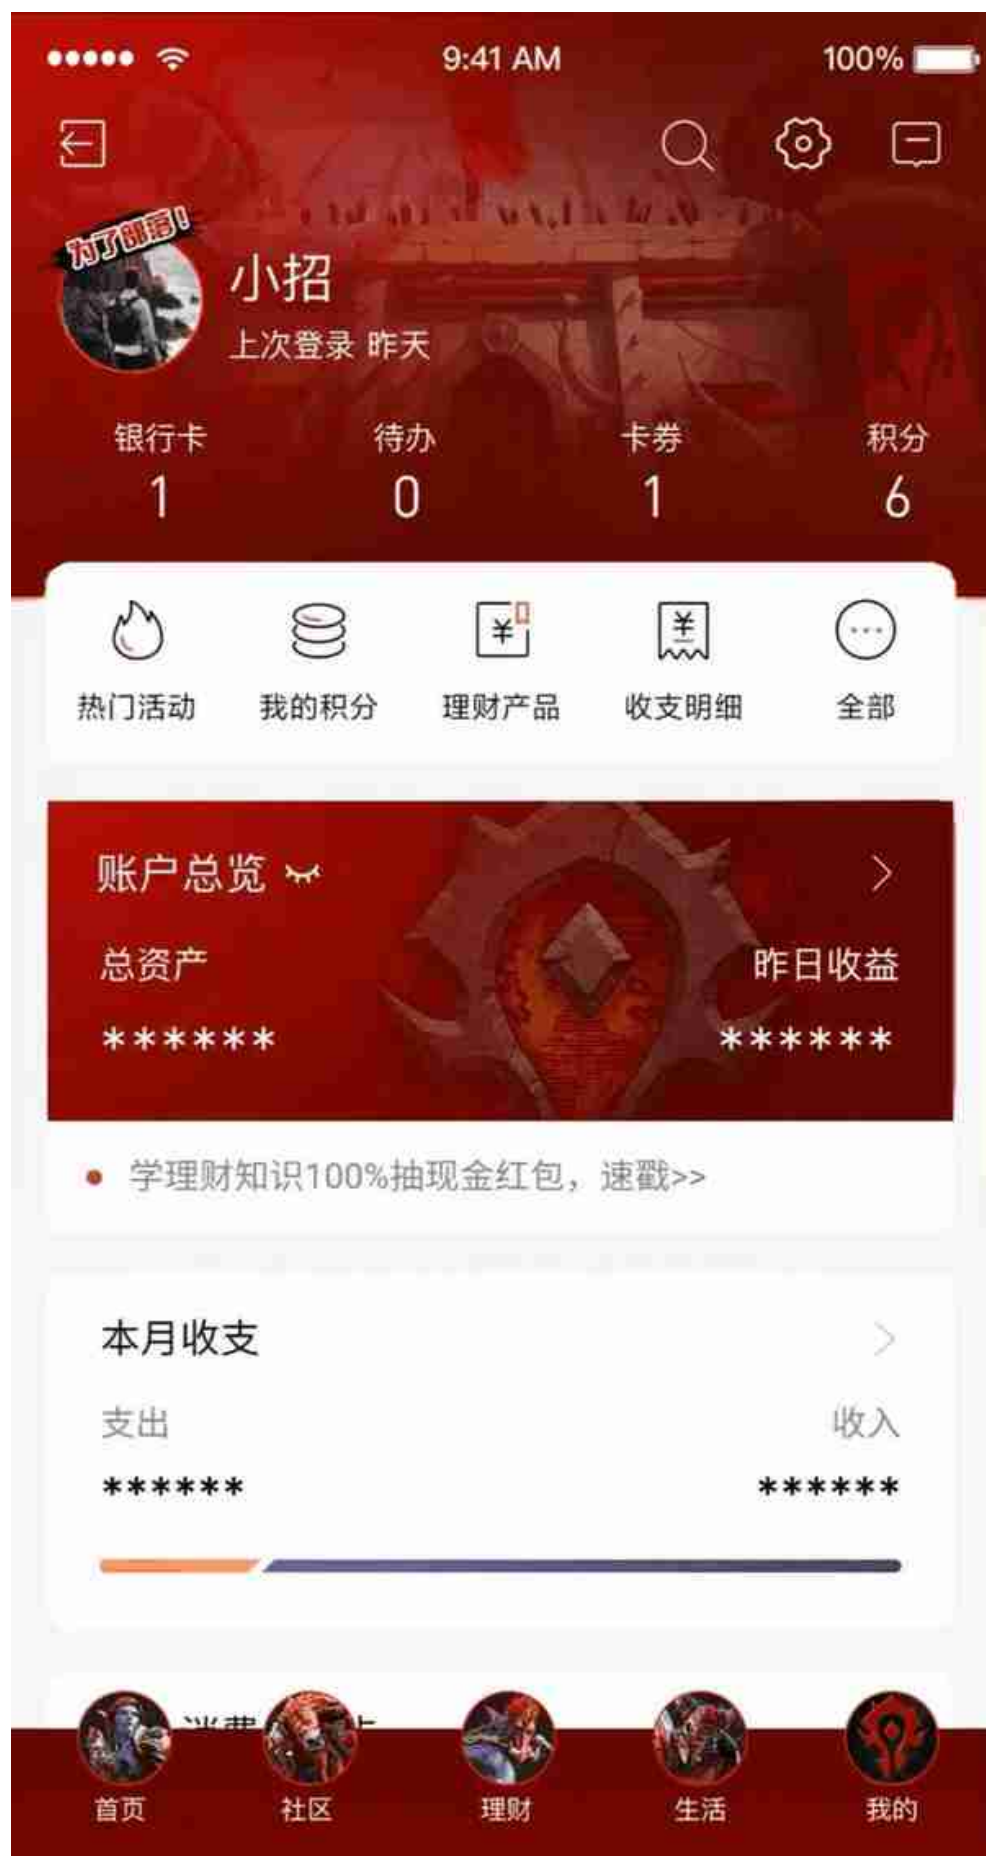 9:41 AM 100%
为了部落!
小招
上次登录 昨天
银行卡 待办 卡券 积分
1 0 1 6
热门活动 我的积分 理财产品 收支明细 全部
账户总览
总资产 昨日收益
****** ******
学理财知识100%抽现金红包，速戳>>
本月收支
支出 收入
****** ******
消费
首页 社区 理财 生活 我的